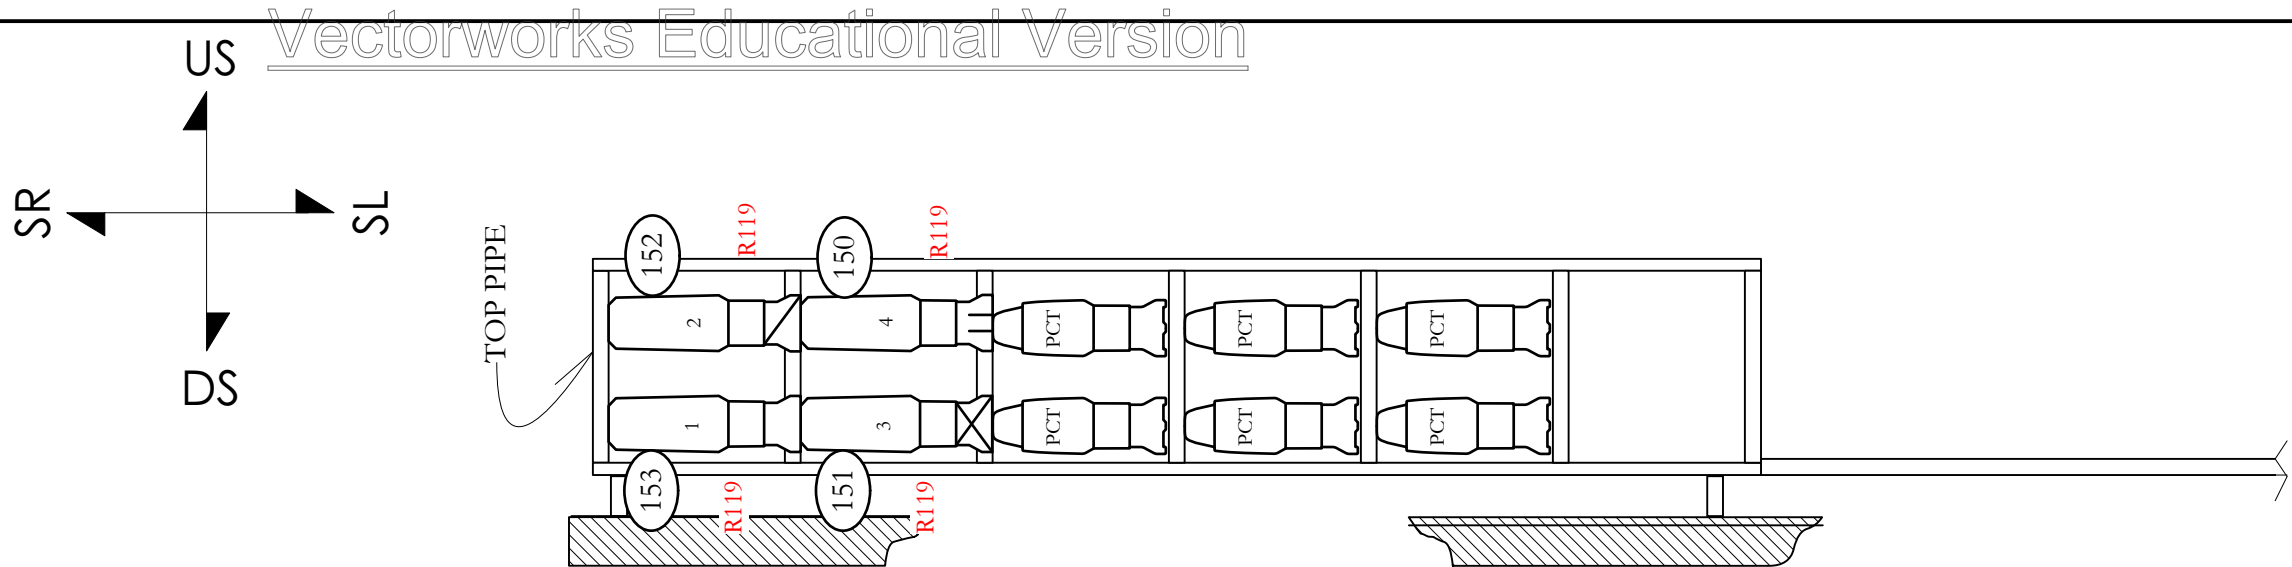 Vectorworks Educational Version
US
SR
SL
DS
TOP PIPE
152
R119
150
R119
2
4
PCT
PCT
PCT
1
3
PCT
PCT
PCT
153
R119
151
R119